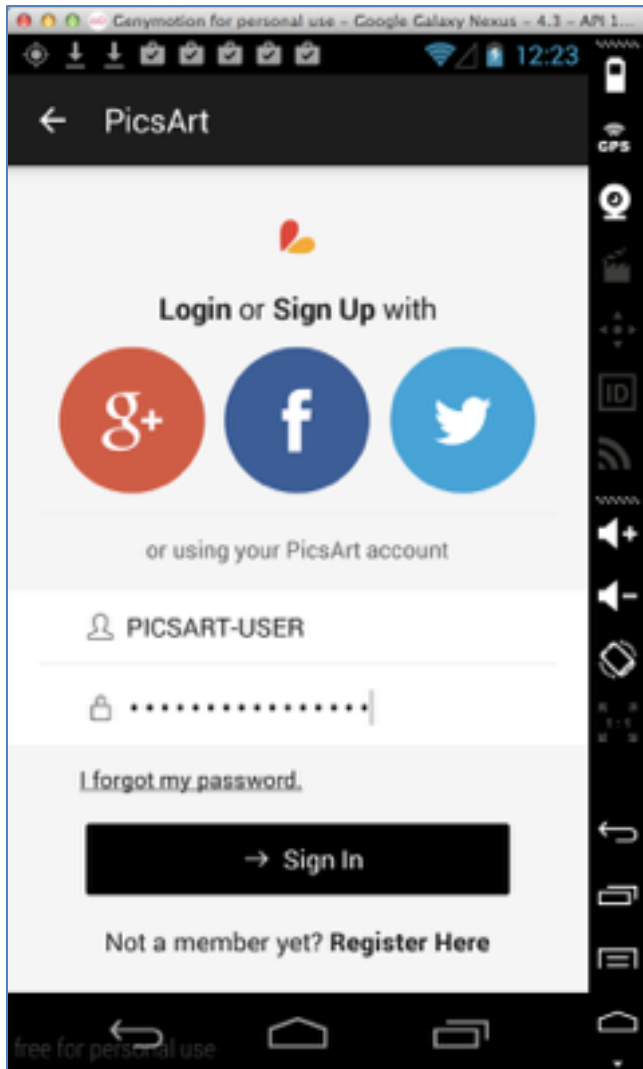 Genymotion for personal use – Google Galaxy Nexus – 4.3 – API 1...
12:23
GPS
PicsArt
Login or Sign Up with
g+
f
ID
or using your PicsArt account
PICSART-USER
1:1
I forgot my password.
→ Sign In
Not a member yet? Register Here
free for personal use